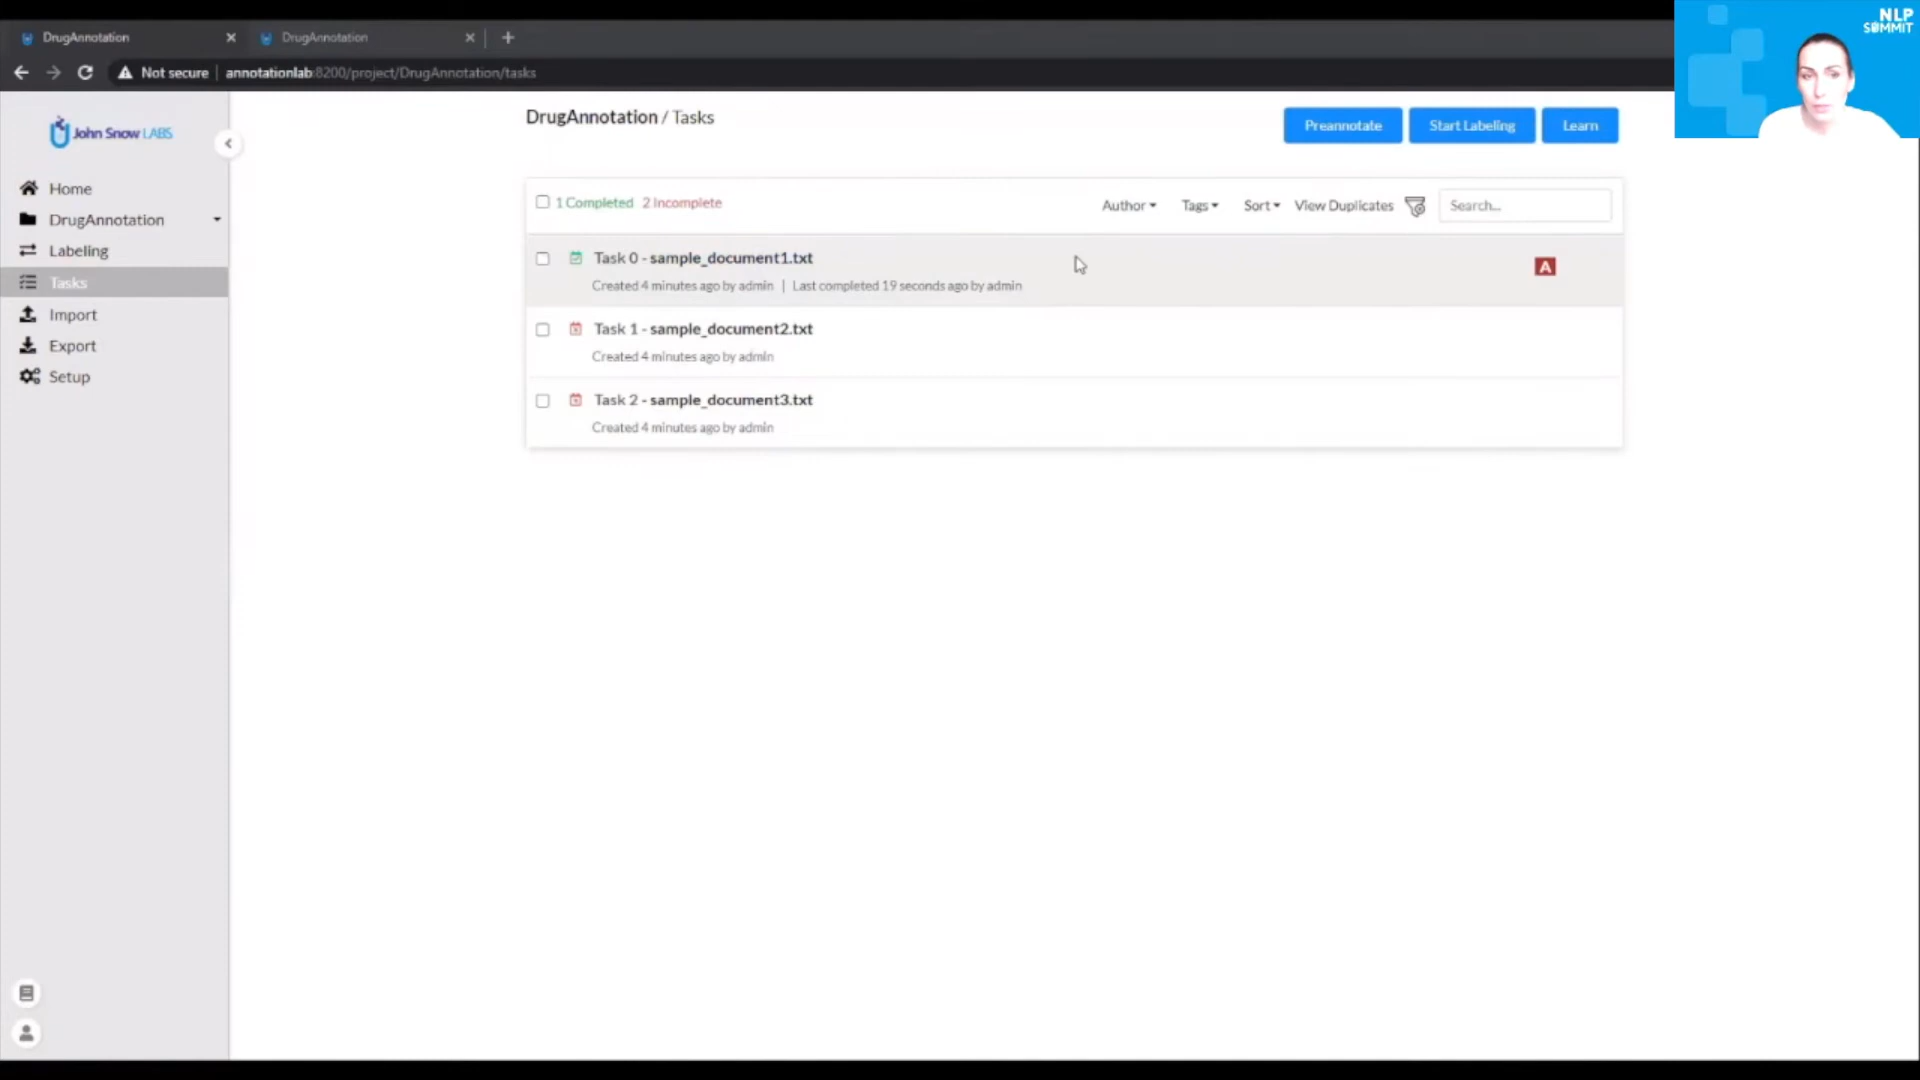 DrugAnnotation
DrugAnnotation
Not secure
annotationlab:8200/project/DrugAnnotation/tasks
NLP
SUMMIT
John Snow LABS
Home
DrugAnnotation
Labeling
Tasks
Import
Export
Setup
DrugAnnotation / Tasks
Preannotate
Start Labeling
Learn
1 Completed 2 Incomplete
Author
Tags
Sort
View Duplicates
Search...
Task 0 - sample_document1.txt
Created 4 minutes ago by admin | Last completed 19 seconds ago by admin
A
Task 1 - sample_document2.txt
Created 4 minutes ago by admin
Task 2 - sample_document3.txt
Created 4 minutes ago by admin